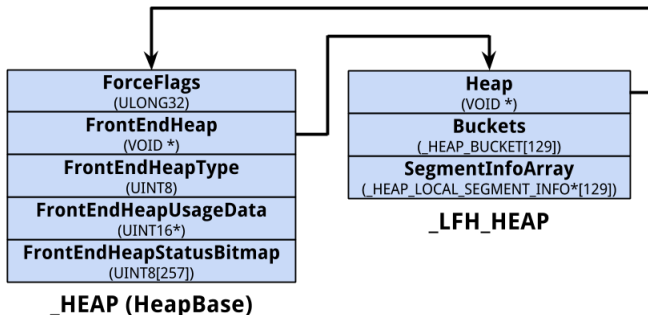 ForceFlags
(ULONG32)
FrontEndHeap
(VOID *)
FrontEndHeapType
(UINT8)
FrontEndHeapUsageData
(UINT16*)
FrontEndHeapStatusBitmap
(UINT8[257])
_HEAP (HeapBase)
Heap
(VOID *)
Buckets
(_HEAP_BUCKET[129])
SegmentInfoArray
(_HEAP_LOCAL_SEGMENT_INFO*[129])
_LFH_HEAP